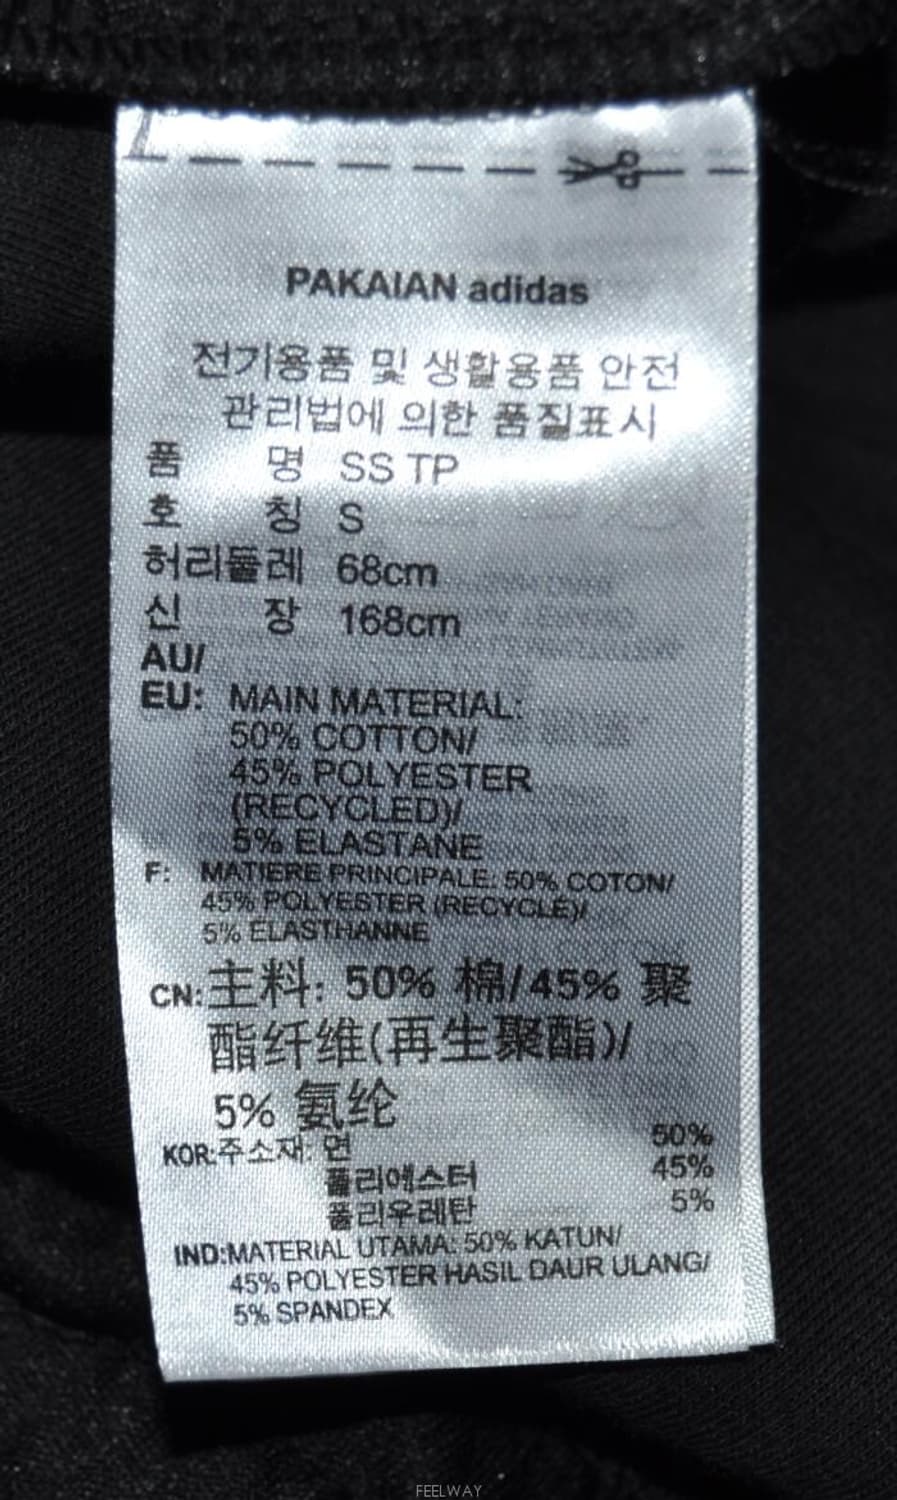 PAKAIAN adidas
전기용품 및 생활용품 안전
관리법에 의한 품질표시
품 명 SS TP
호 칭 S
허리둘레 68cm
신 장 168cm
AU/
EU: MAIN MATERIAL:
50% COTTON/
45% POLYESTER
(RECYCLED)/
5% ELASTANE
F: MATIERE PRINCIPALE: 50% COTON/
45% POLYESTER (RECYCLE)/
5% ELASTHANNE
CN: 主料: 50% 棉/45% 聚
酯纤维(再生聚酯)/
5% 氨纶
KOR: 주소재: 면 50%
폴리에스터 45%
폴리우레탄 5%
IND: MATERIAL UTAMA: 50% KATUN/
45% POLYESTER HASIL DAUR ULANG/
5% SPANDEX
FEELWAY